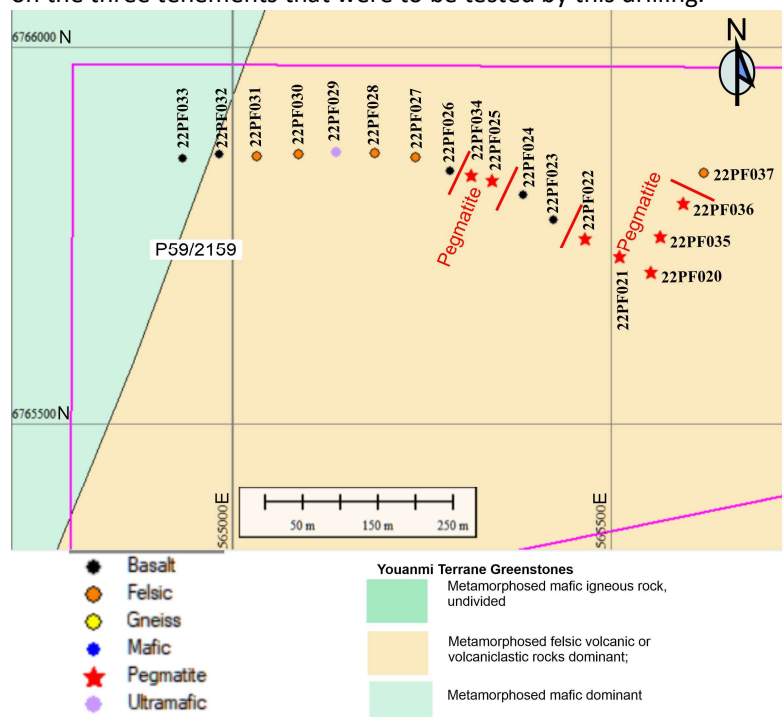 on the three tenements that were to be tested by this drilling.
6766000 N
N
22PF033
22PF032
22PF031
22PF030
22PF029
22PF028
22PF027
22PF026
22PF034
22PF025
22PF024
22PF023
22PF022
22PF021
22PF037
22PF036
22PF035
22PF020
Pegmatite
Pegmatite
P59/2159
6765500 N
565000 E
565500 E
50 m 150 m 250 m
Basalt
Felsic
Gneiss
Mafic
Pegmatite
Ultramafic
Youanmi Terrane Greenstones
Metamorphosed mafic igneous rock,
undivided
Metamorphosed felsic volcanic or
volcaniclastic rocks dominant;
Metamorphosed mafic dominant